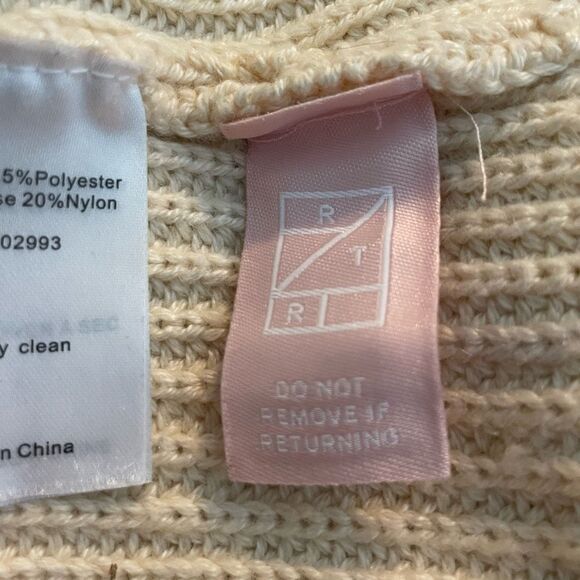 5%Polyester
se 20%Nylon
02993
y clean
n China
R
T
R
DO NOT
REMOVE IF
RETURNING